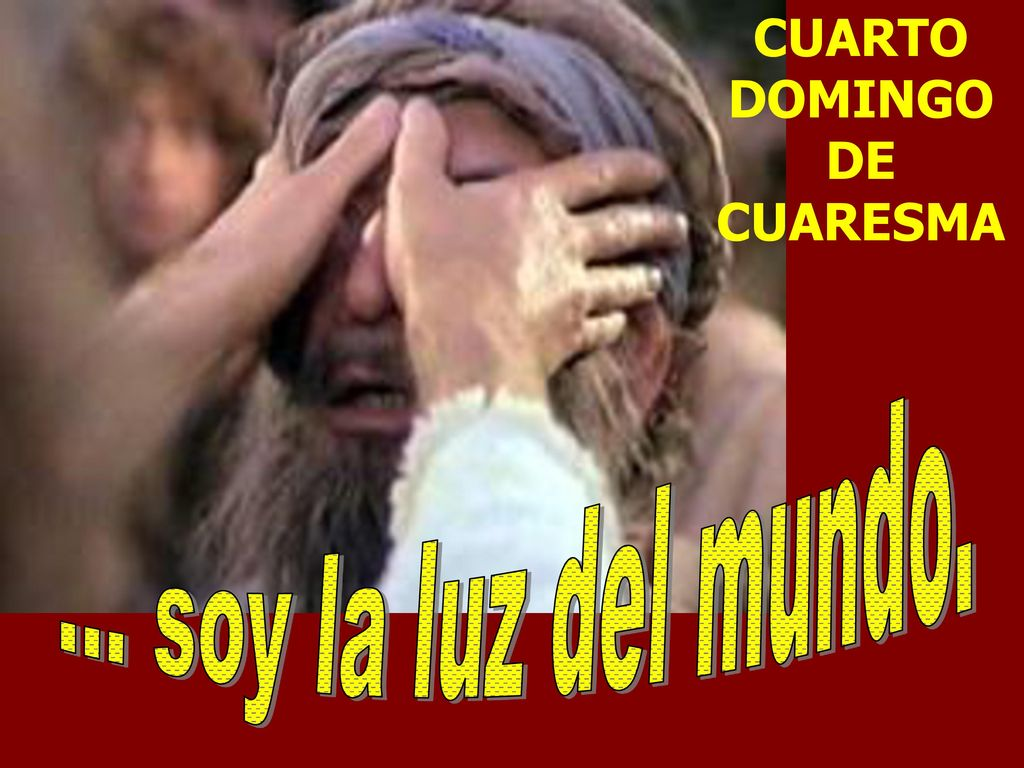 CUARTO
DOMINGO
DE
CUARESMA
... soy la luz del mundo.